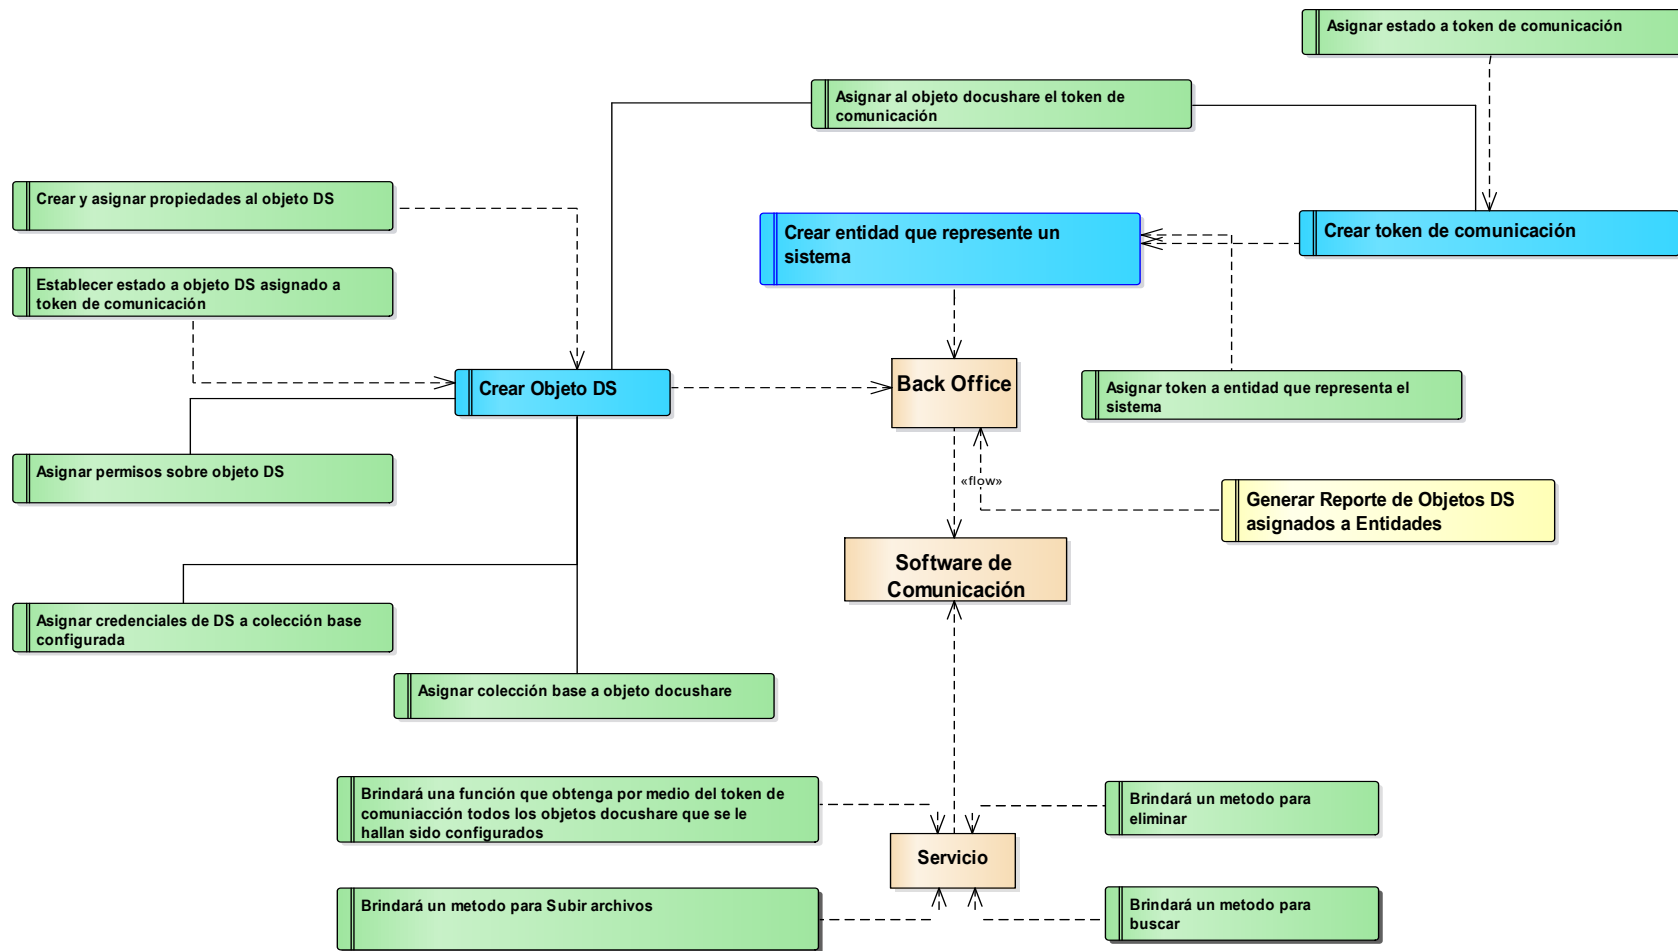 Asignar estado a token de comunicación
Asignar al objeto docushare el token de
comunicación
Crear y asignar propiedades al objeto DS
Crear entidad que represente un
sistema
Crear token de comunicación
Establecer estado a objeto DS asignado a
token de comunicación
Crear Objeto DS
Back Office
Asignar token a entidad que representa el
sistema
Asignar permisos sobre objeto DS
«flow»
Generar Reporte de Objetos DS
asignados a Entidades
Software de
Comunicación
Asignar credenciales de DS a colección base
configurada
Asignar colección base a objeto docushare
Brindará una función que obtenga por medio del token de
comuniacción todos los objetos docushare que se le
hallan sido configurados
Brindará un metodo para
eliminar
Servicio
Brindará un metodo para Subir archivos
Brindará un metodo para
buscar